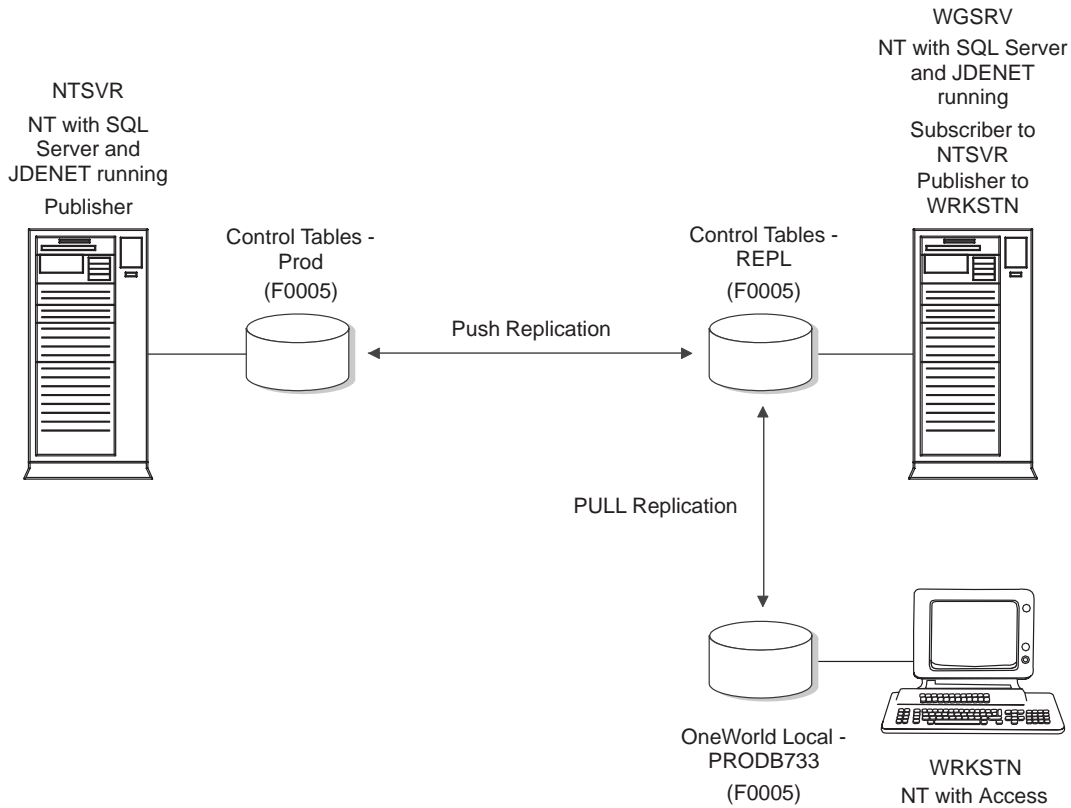 WGSRV
NT with SQL Server
and JDENET
running
Subscriber to
NTSVR
Publisher to
WRKSTN
NTSVR
NT with SQL
Server and
JDENET running
Publisher
Control Tables -
Prod
(F0005)
Control Tables -
REPL
(F0005)
Push Replication
PULL Replication
OneWorld Local -
PRODB733
(F0005)
WRKSTN
NT with Access